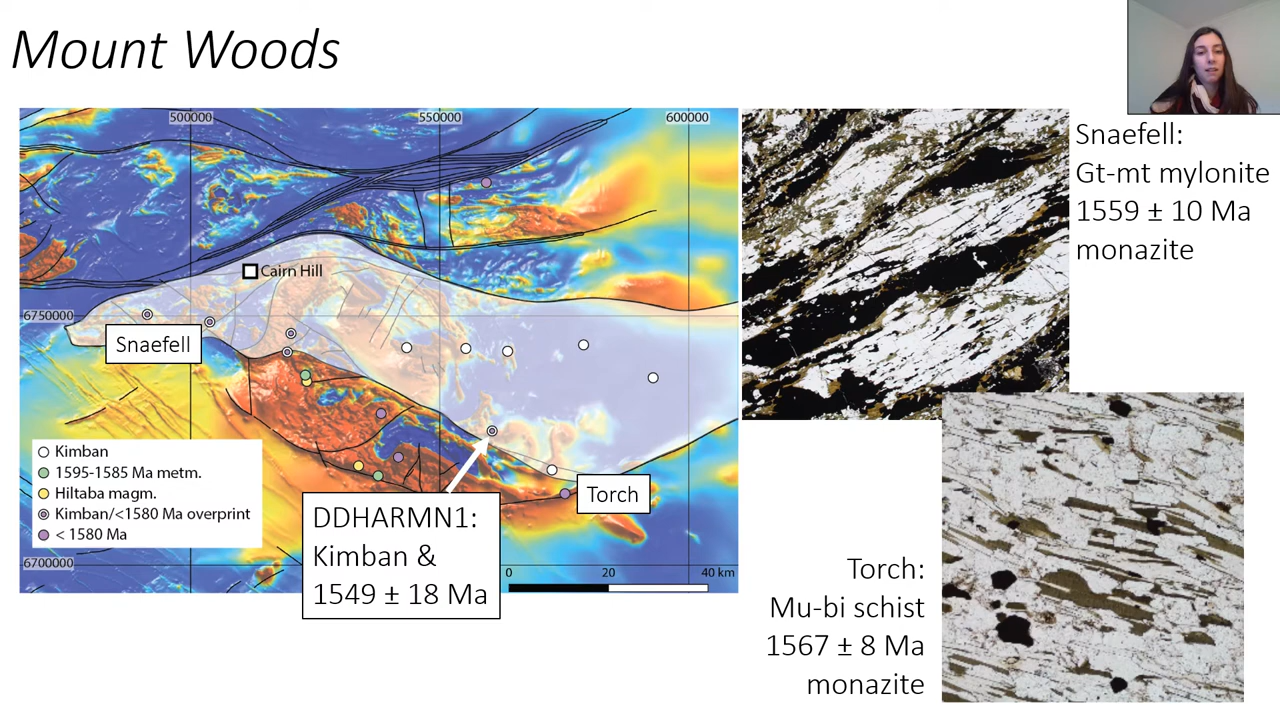 Mount Woods
500000
550000
600000
Cairn Hill
6750000
Snaefell
Kimban
1595-1585 Ma metm.
Hiltaba magm.
Kimban/<1580 Ma overprint
< 1580 Ma
6700000
Torch
DDHARMN1:
Kimban &
1549 ± 18 Ma
0
20
40 km
Snaefell:
Gt-mt mylonite
1559 ± 10 Ma
monazite
Torch:
Mu-bi schist
1567 ± 8 Ma
monazite